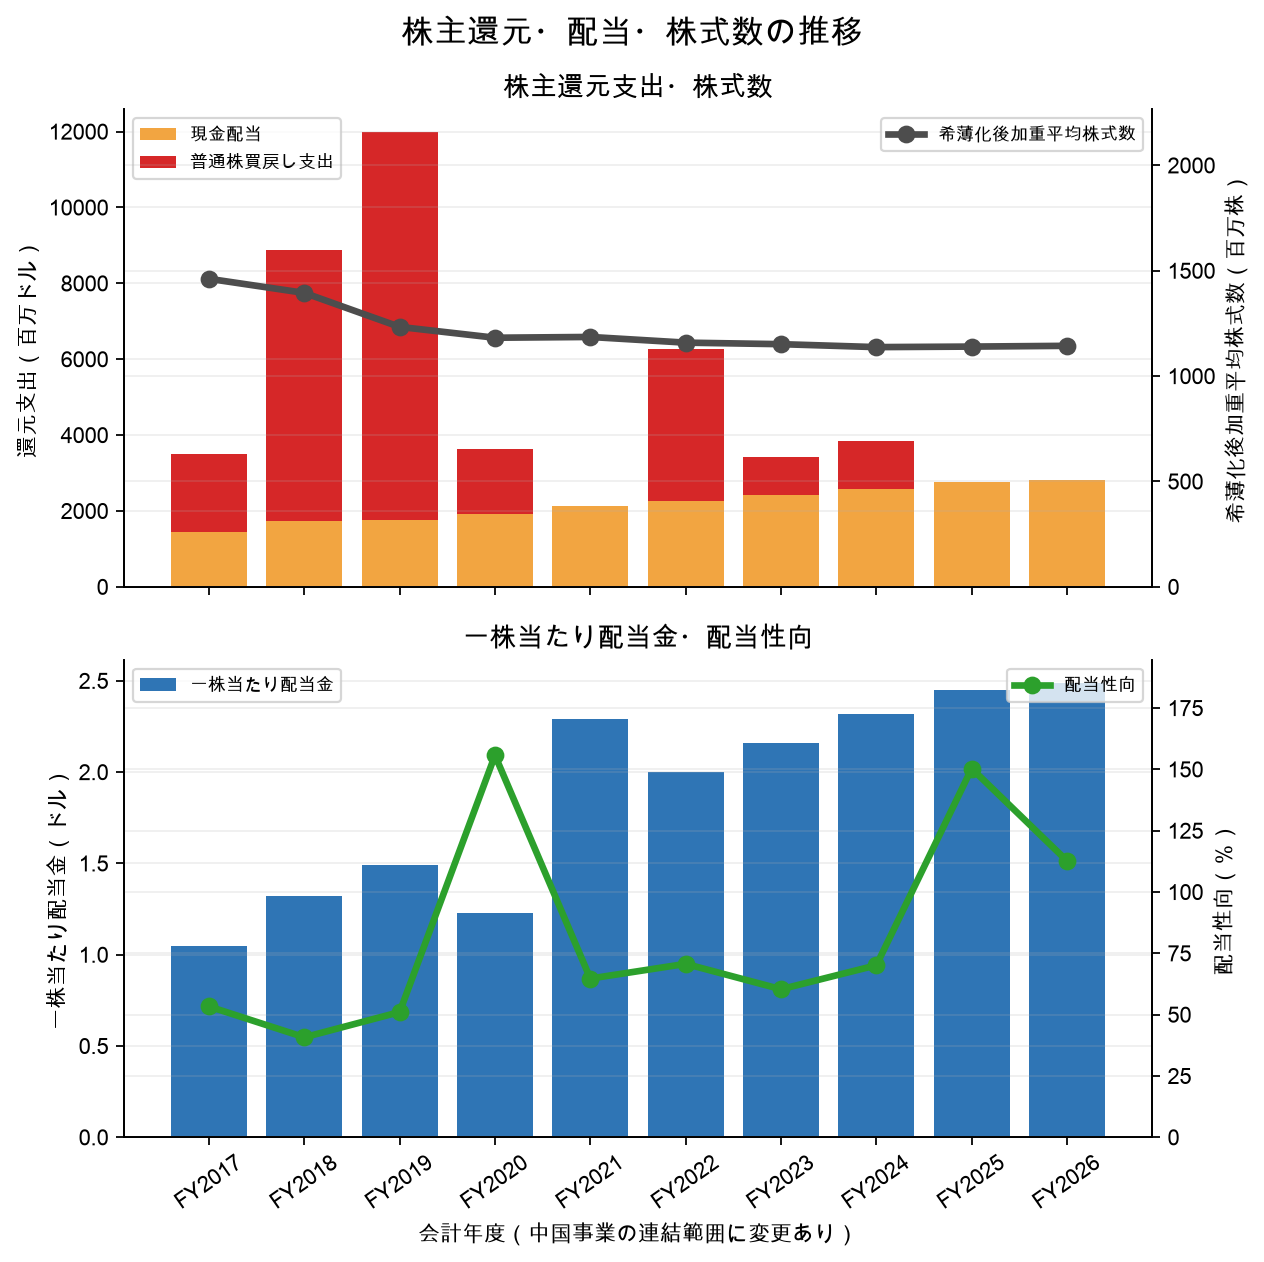 株主還元・配当・株式数の推移
株主還元支出・株式数
現金配当
普通株買戻し支出
希薄化後加重平均株式数
還元支出(百万ドル)
12000
10000
8000
6000
4000
2000
0
2000
1500
1000
500
0
希薄化後加重平均株式数(百万株)
一株当たり配当金・配当性向
一株当たり配当金
配当性向
一株当たり配当金(ドル)
2.5
2.0
1.5
1.0
0.5
0.0
175
150
125
100
75
50
25
0
配当性向(%)
FY2017
FY2018
FY2019
FY2020
FY2021
FY2022
FY2023
FY2024
FY2025
FY2026
会計年度(中国事業の連結範囲に変更あり)